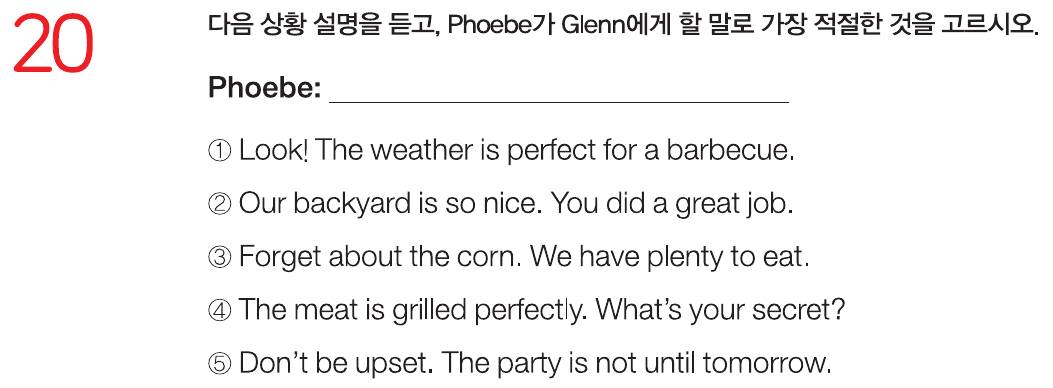 20
다음 상황 설명을 듣고, Phoebe가 Glenn에게 할 말로 가장 적절한 것을 고르시오.
Phoebe: ______________________________
① Look! The weather is perfect for a barbecue.
② Our backyard is so nice. You did a great job.
③ Forget about the corn. We have plenty to eat.
④ The meat is grilled perfectly. What's your secret?
⑤ Don't be upset. The party is not until tomorrow.